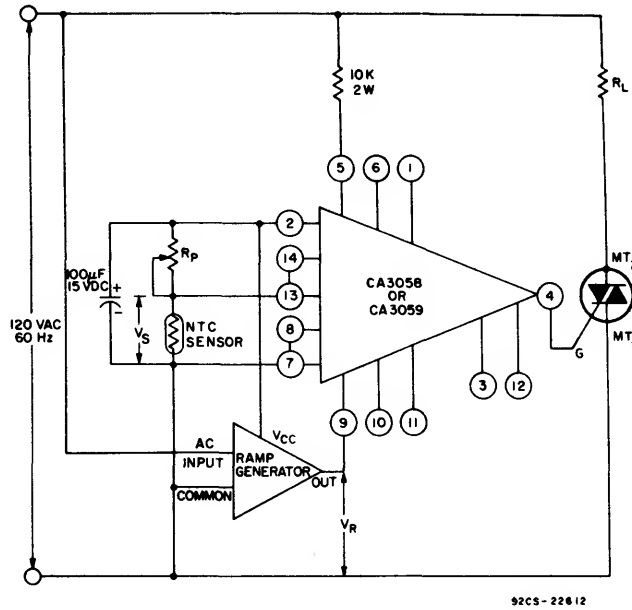 10K
2W
R_L
5
6
1
2
R_P
14
100µF
15 VDC
+
-
13
CA3058
OR
CA3059
4
MT
120 VAC
60 Hz
V_S
NTC
SENSOR
8
7
MT
G
3
12
9
10
11
AC
INPUT
V_CC
RAMP
GENERATOR
OUT
COMMON
V_R
92CS-22612